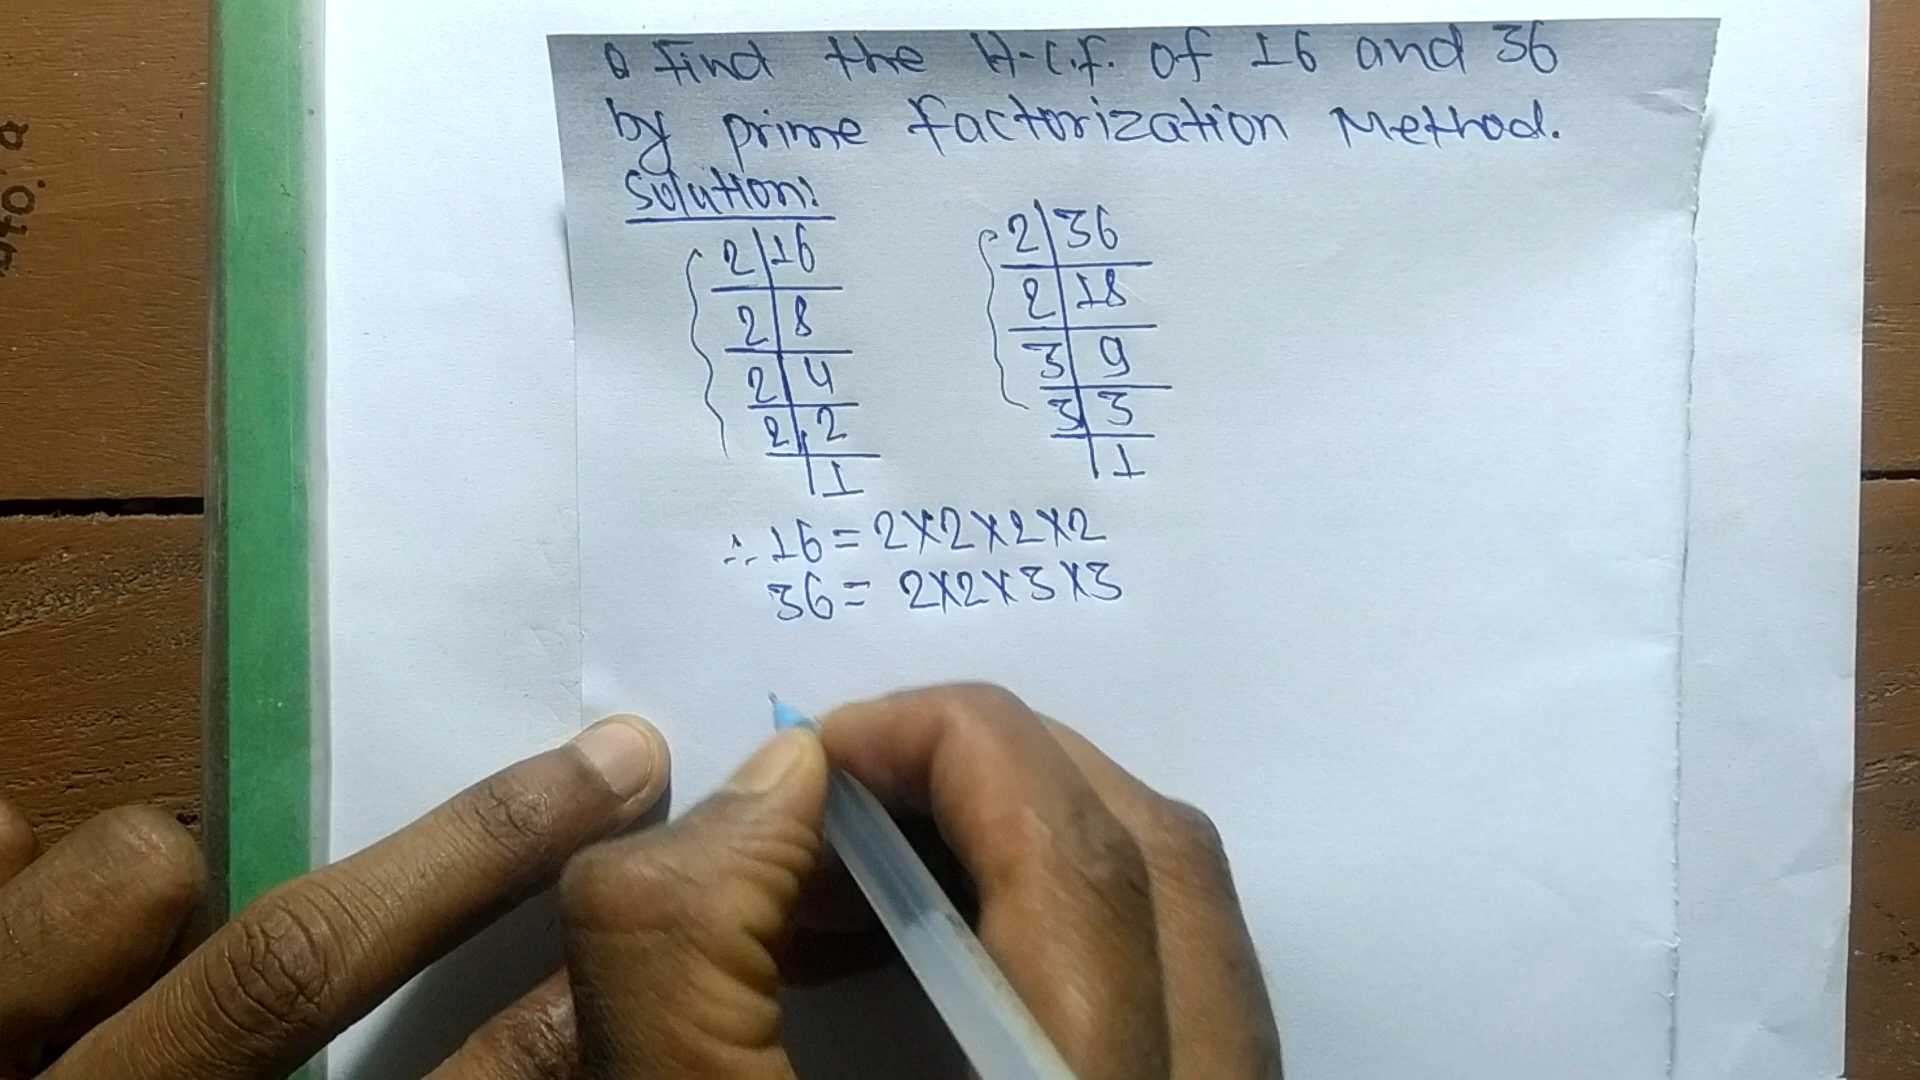 Q Find the H.C.F. of 16 and 36
by prime factorization Method.
Solution:
2 16
2 8
2 4
2 2
1
2 36
2 18
3 9
3 3
1
∴ 16 = 2×2×2×2
36 = 2×2×3×3